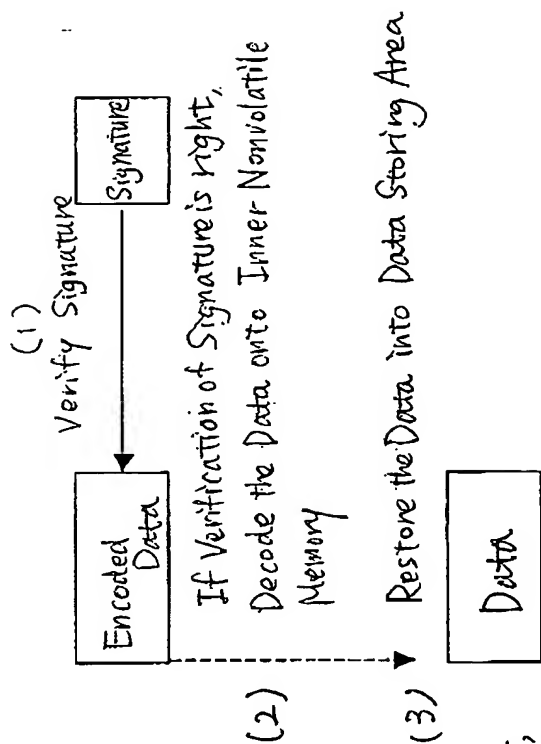 (1)
Verify Signature
Encoded
Data
Signature
(2)
If Verification of Signature is right,
Decode the Data onto Inner Nonvolatile
Memory
(3)
Restore the Data into Data Storing Area
Data